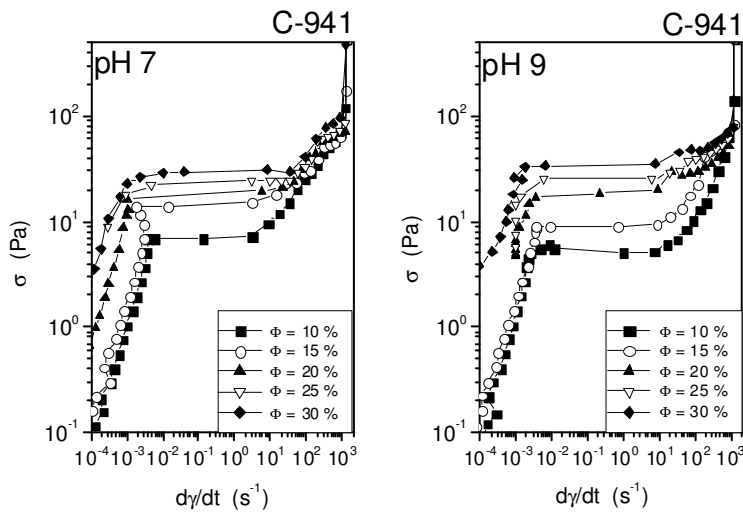 C-941
pH 7
10²
10¹
10⁰
10⁻¹
σ (Pa)
Φ = 10 %
Φ = 15 %
Φ = 20 %
Φ = 25 %
Φ = 30 %
10⁻⁴ 10⁻³ 10⁻² 10⁻¹ 10⁰ 10¹ 10² 10³
dγ/dt (s⁻¹)
C-941
pH 9
10²
10¹
10⁰
10⁻¹
σ (Pa)
Φ = 10 %
Φ = 15 %
Φ = 20 %
Φ = 25 %
Φ = 30 %
10⁻⁴ 10⁻³ 10⁻² 10⁻¹ 10⁰ 10¹ 10² 10³
dγ/dt (s⁻¹)